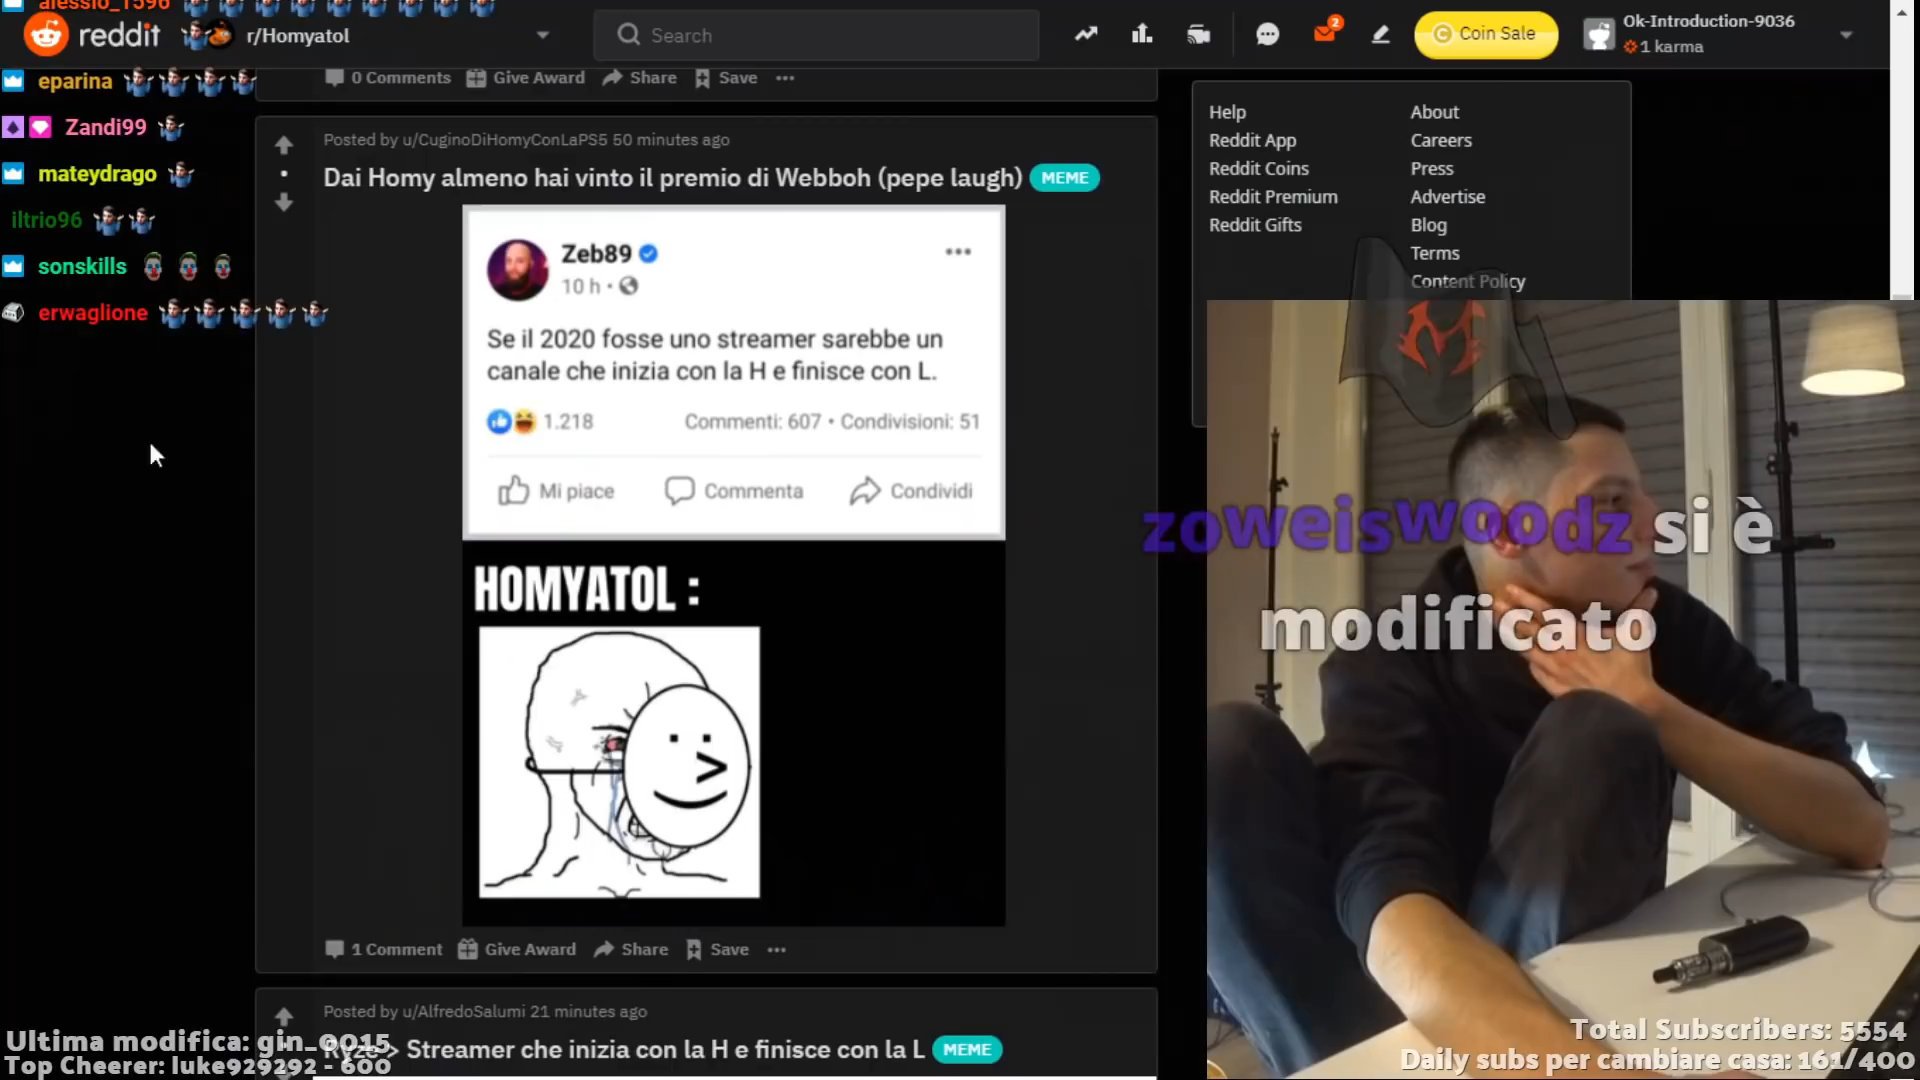 alessio_1596
reddit
r/Homyatol
Search
2
Coin Sale
Ok-Introduction-9036
1 karma
eparina
Zandi99
mateydrago
iltrio96
sonskills
erwaglione
0 Comments
Give Award
Share
Save
Posted by u/CuginoDiHomyConLaPS5 50 minutes ago
Dai Homy almeno hai vinto il premio di Webboh (pepe laugh) MEME
Zeb89
10 h
Se il 2020 fosse uno streamer sarebbe un
canale che inizia con la H e finisce con L.
1.218
Commenti: 607 • Condivisioni: 51
Mi piace
Commenta
Condividi
HOMYATOL :
1 Comment
Give Award
Share
Save
Posted by u/AlfredoSalumi 21 minutes ago
Ryze > Streamer che inizia con la H e finisce con la L MEME
Help
About
Reddit App
Careers
Reddit Coins
Press
Reddit Premium
Advertise
Reddit Gifts
Blog
Terms
Content Policy
zoweiswoodz si è
modificato
Ultima modifica: gin_0015
Top Cheerer: luke929292 - 600
Total Subscribers: 5554
Daily subs per cambiare casa: 161/400